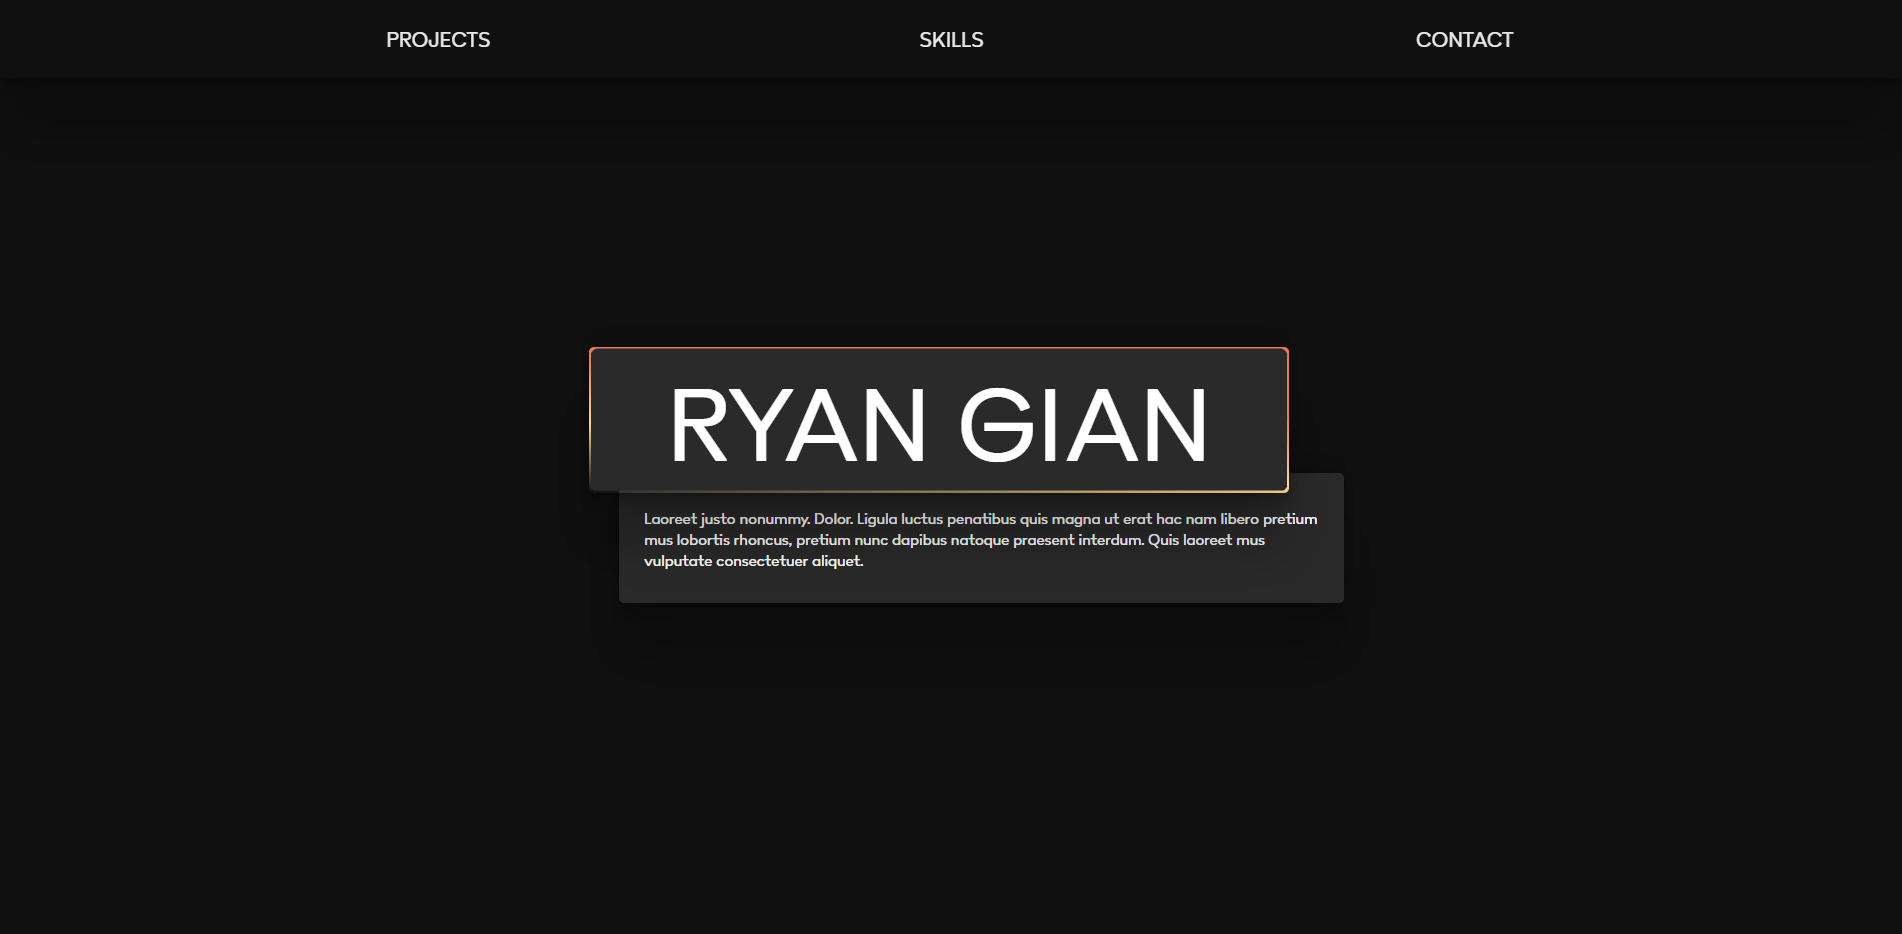 PROJECTS SKILLS CONTACT
RYAN GIAN
Laoreet justo nonummy. Dolor. Ligula luctus penatibus quis magna ut erat hac nam libero pretium
mus lobortis rhoncus, pretium nunc dapibus natoque praesent interdum. Quis laoreet mus
vulputate consectetuer aliquet.